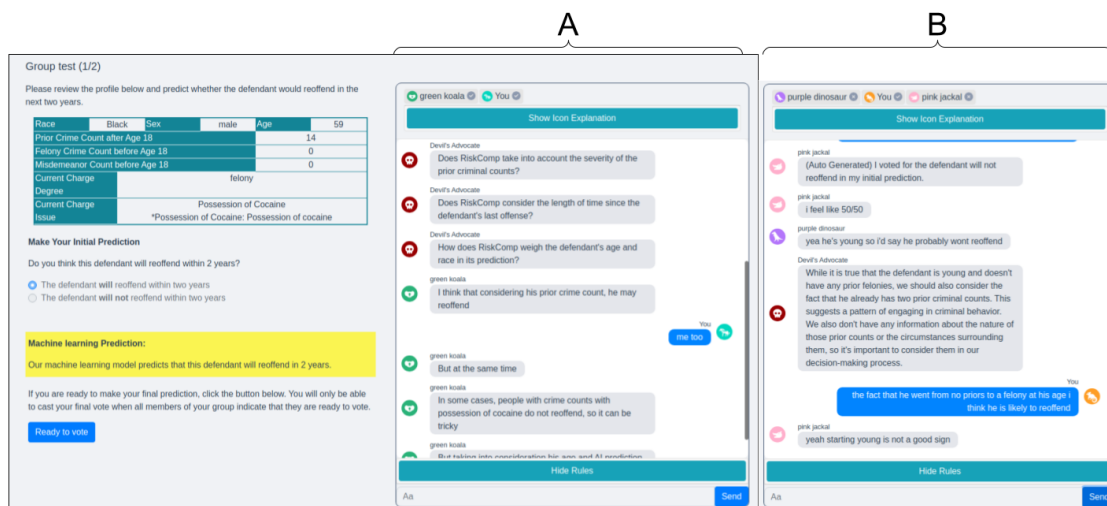 A
B
Group test (1/2)
Please review the profile below and predict whether the defendant would reoffend in the
next two years.
Race Black Sex male Age 59
Prior Crime Count after Age 18 14
Felony Crime Count before Age 18 0
Misdemeanor Count before Age 18 0
Current Charge felony
Degree
Current Charge Possession of Cocaine
Issue *Possession of Cocaine: Possession of cocaine
Make Your Initial Prediction
Do you think this defendant will reoffend within 2 years?
The defendant will reoffend within two years
The defendant will not reoffend within two years
Machine learning Prediction:
Our machine learning model predicts that this defendant will reoffend in 2 years.
If you are ready to make your final prediction, click the button below. You will only be able
to cast your final vote when all members of your group indicate that they are ready to vote.
Ready to vote
green koala You
Show Icon Explanation
Devil's Advocate
Does RiskComp take into account the severity of the
prior criminal counts?
Devil's Advocate
Does RiskComp consider the length of time since the
defendant's last offense?
Devil's Advocate
How does RiskComp weigh the defendant's age and
race in its prediction?
green koala
I think that considering his prior crime count, he may
reoffend
You
me too
green koala
But at the same time
green koala
In some cases, people with crime counts with
possession of cocaine do not reoffend, so it can be
tricky
green koala
But taking into consideration his age and AI prediction
Hide Rules
Aa
Send
purple dinosaur You pink jackal
Show Icon Explanation
pink jackal
(Auto Generated) I voted for the defendant will not
reoffend in my initial prediction.
pink jackal
i feel like 50/50
purple dinosaur
yea he's young so i'd say he probably wont reoffend
Devil's Advocate
While it is true that the defendant is young and doesn't
have any prior felonies, we should also consider the
fact that he already has two prior criminal counts. This
suggests a pattern of engaging in criminal behavior.
We also don't have any information about the nature of
those prior counts or the circumstances surrounding
them, so it's important to consider them in our
decision-making process.
You
the fact that he went from no priors to a felony at his age i
think he is likely to reoffend
pink jackal
yeah starting young is not a good sign
Hide Rules
Aa
Send